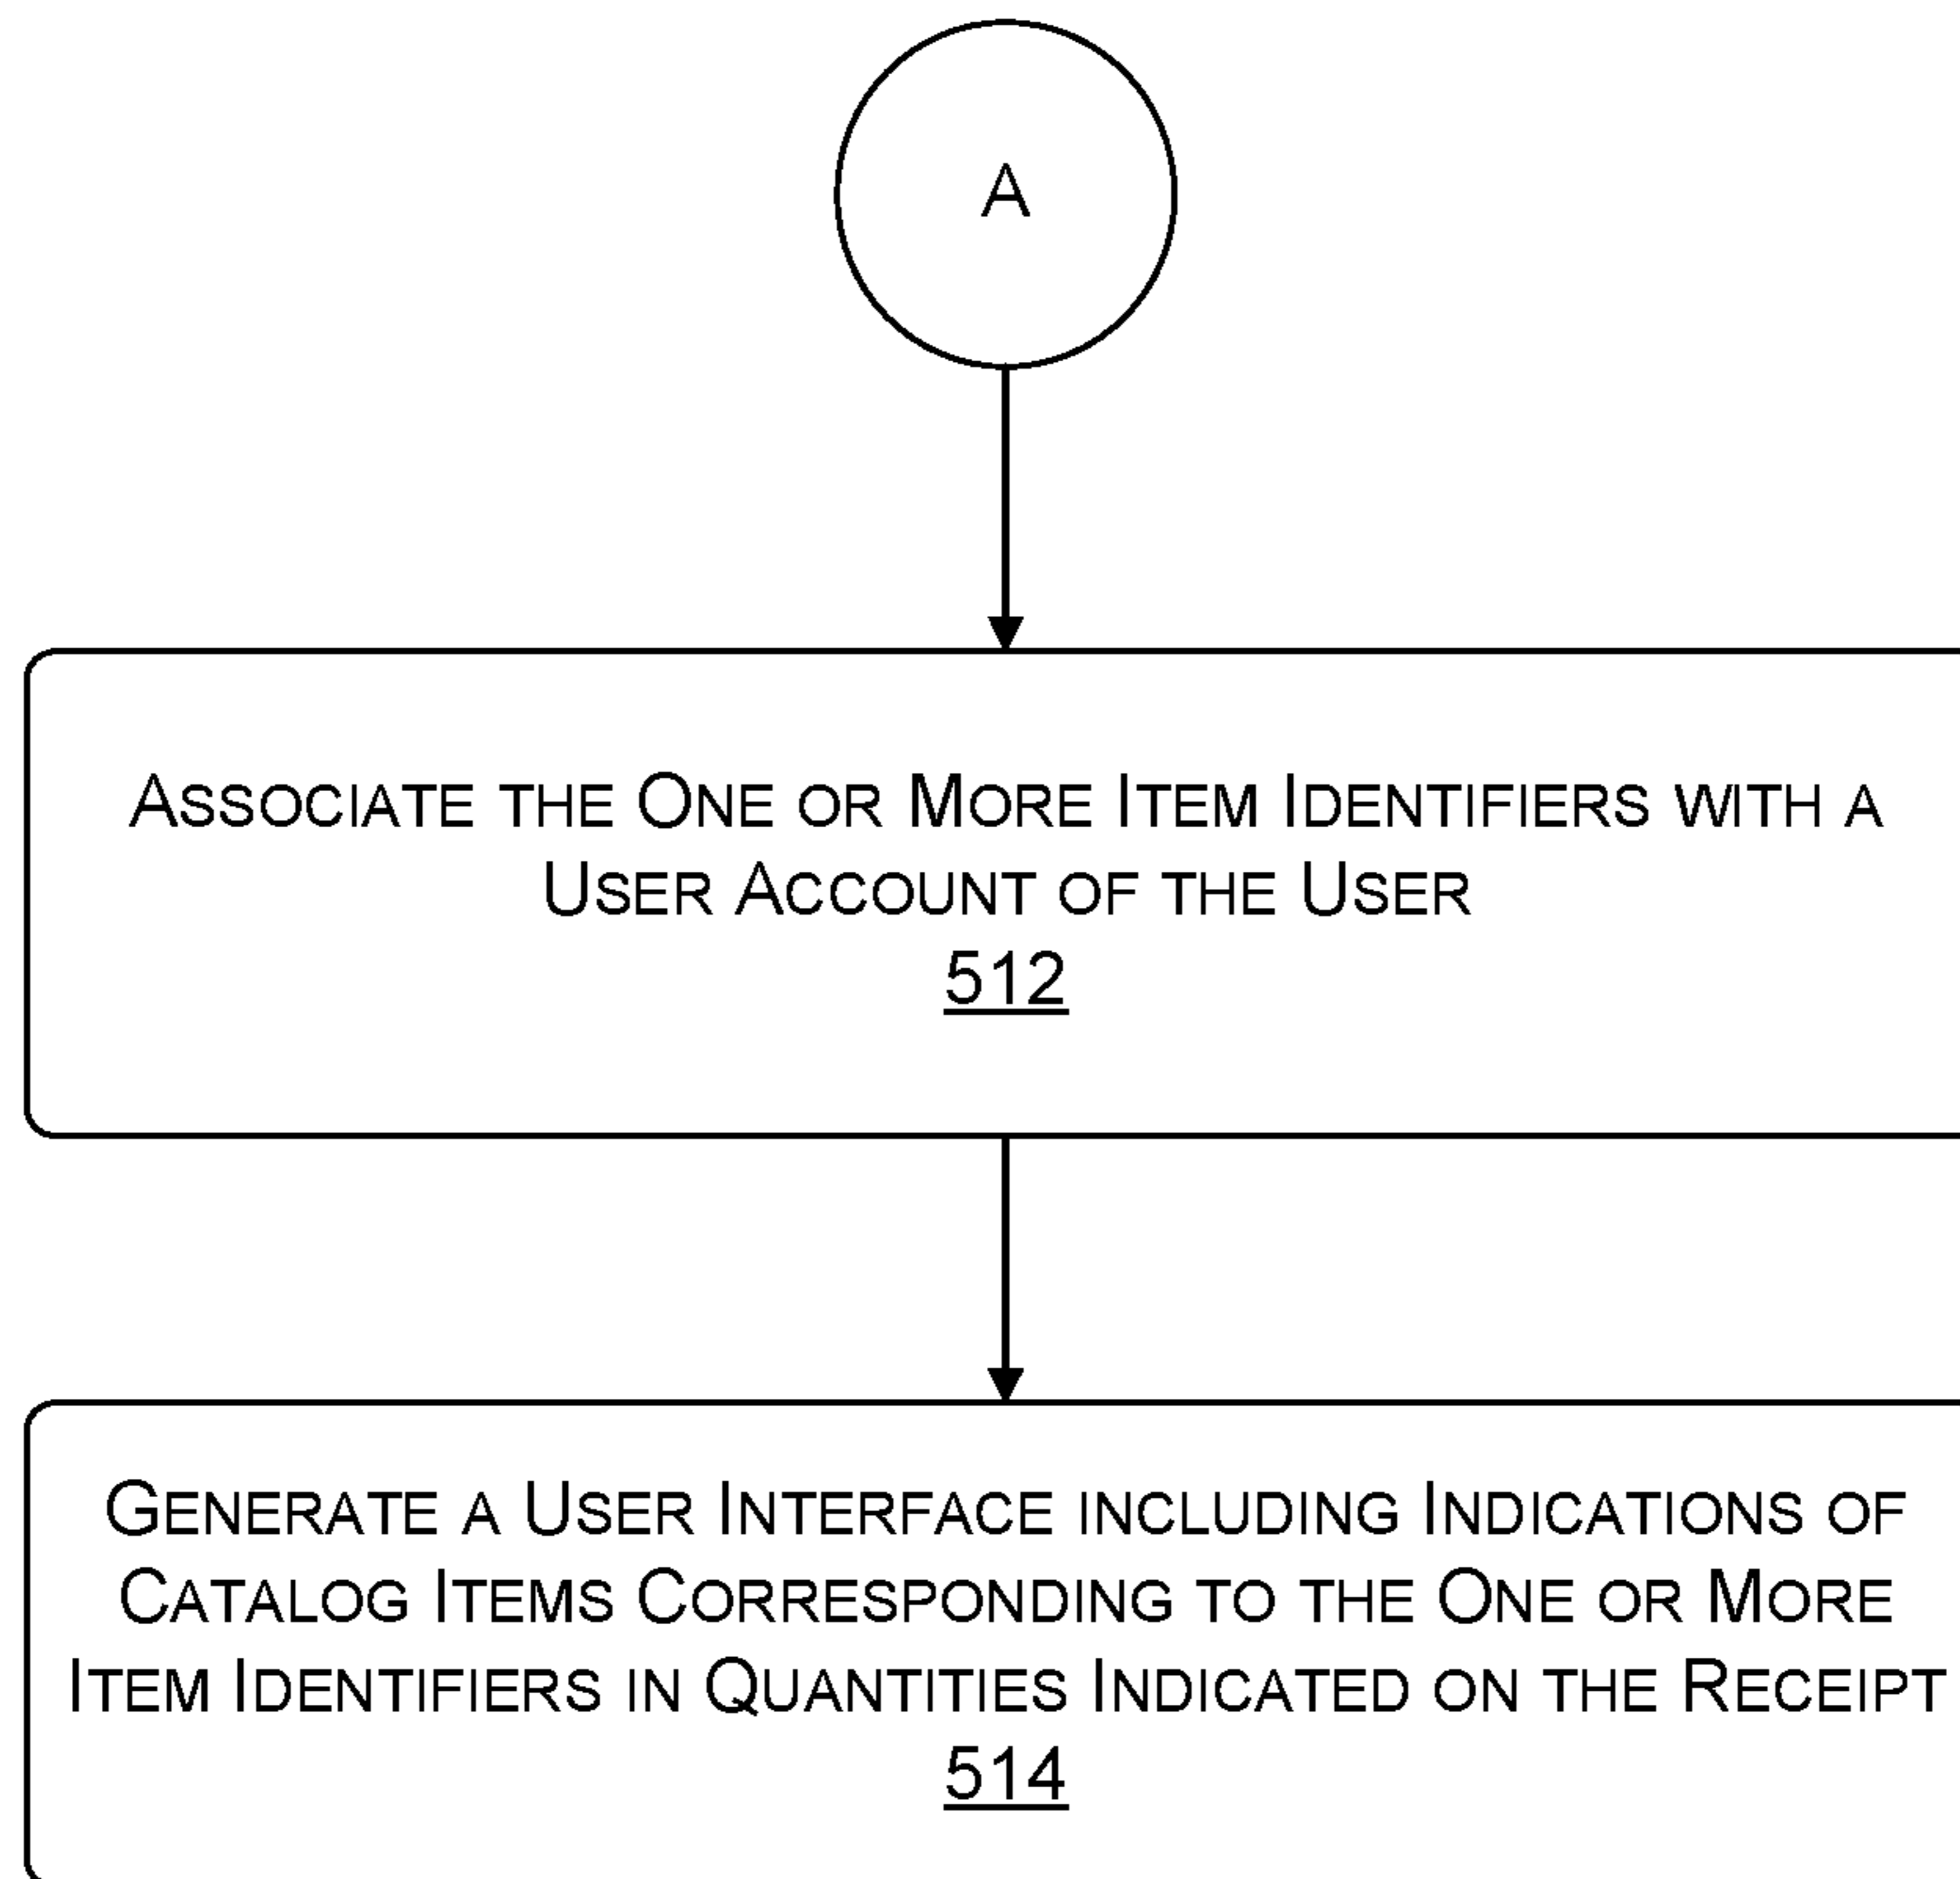 A
Associate the One or More Item Identifiers with a
User Account of the User
512
Generate a User Interface including Indications of
Catalog Items Corresponding to the One or More
Item Identifiers in Quantities Indicated on the Receipt
514